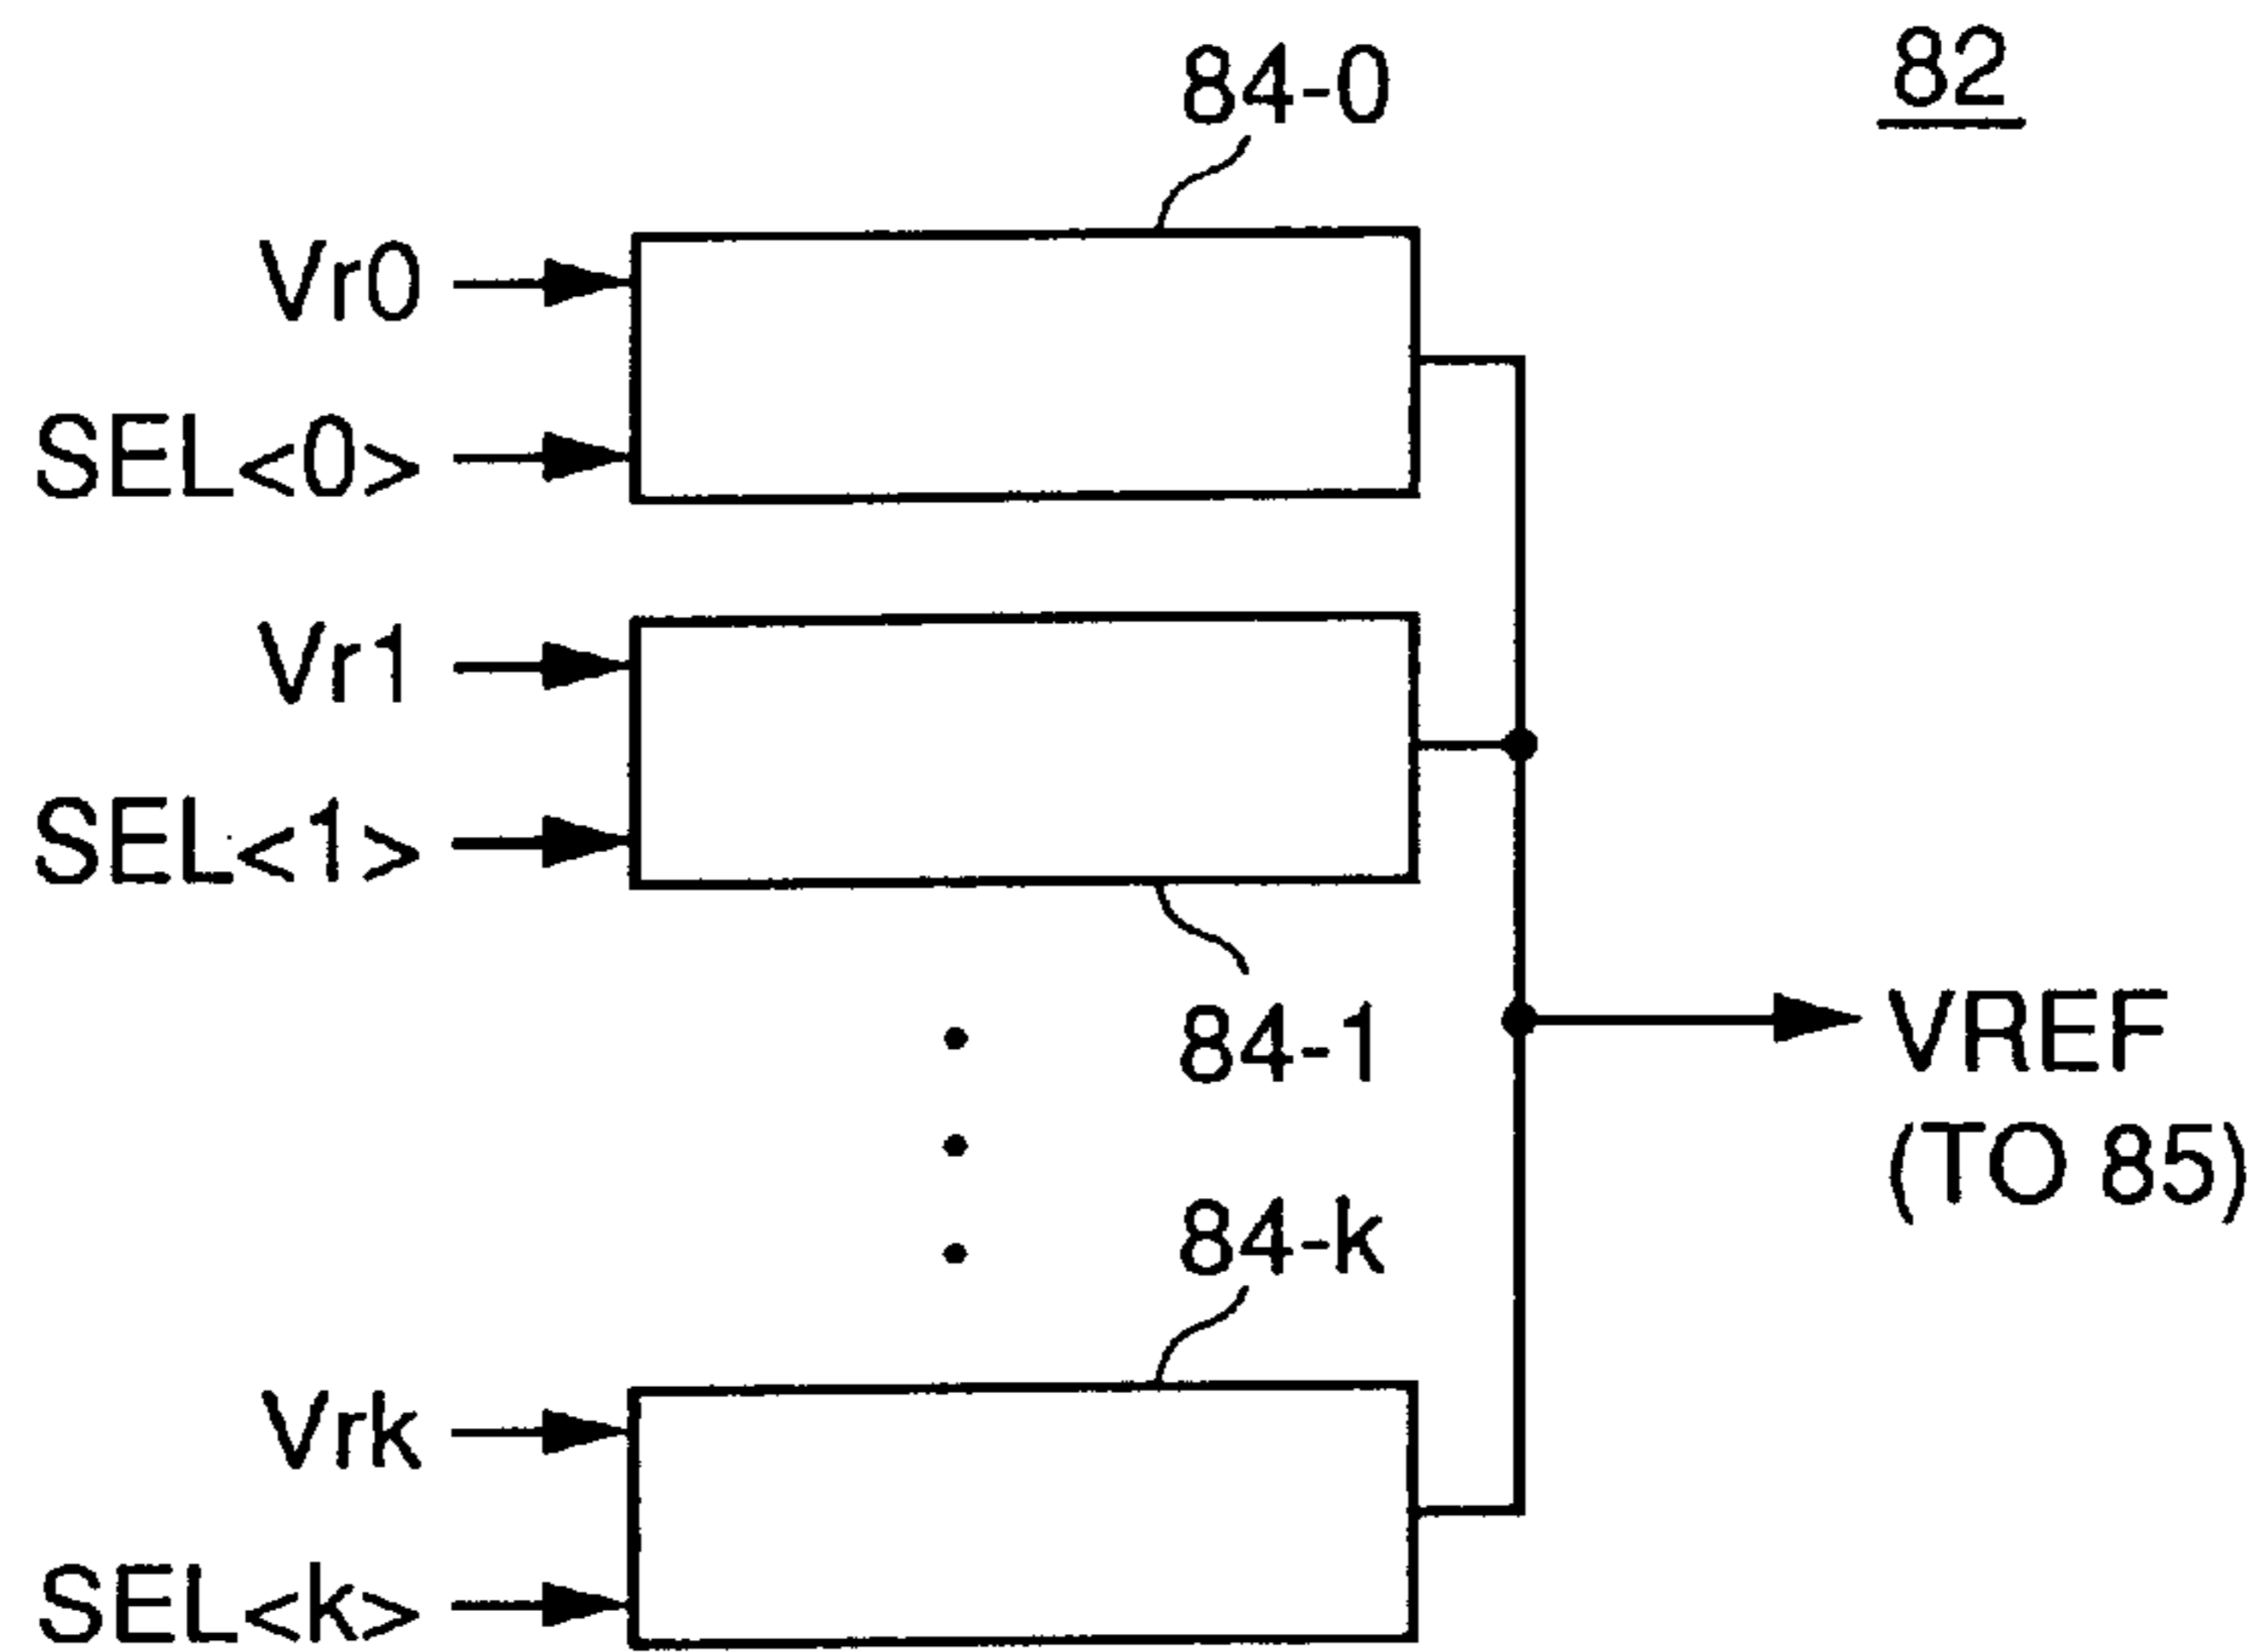 84-0
82
Vr0
SEL<0>
Vr1
SEL<1>
84-1
VREF
(TO 85)
84-k
Vrk
SEL<k>